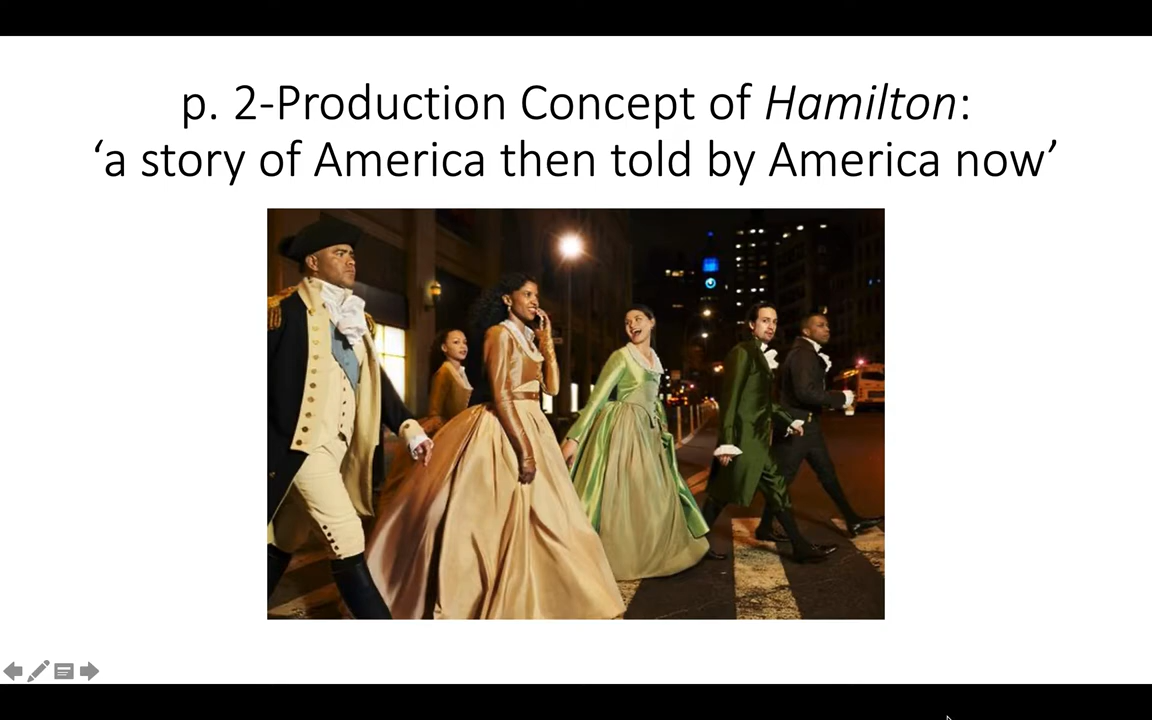 p. 2-Production Concept of Hamilton:
‘a story of America then told by America now’